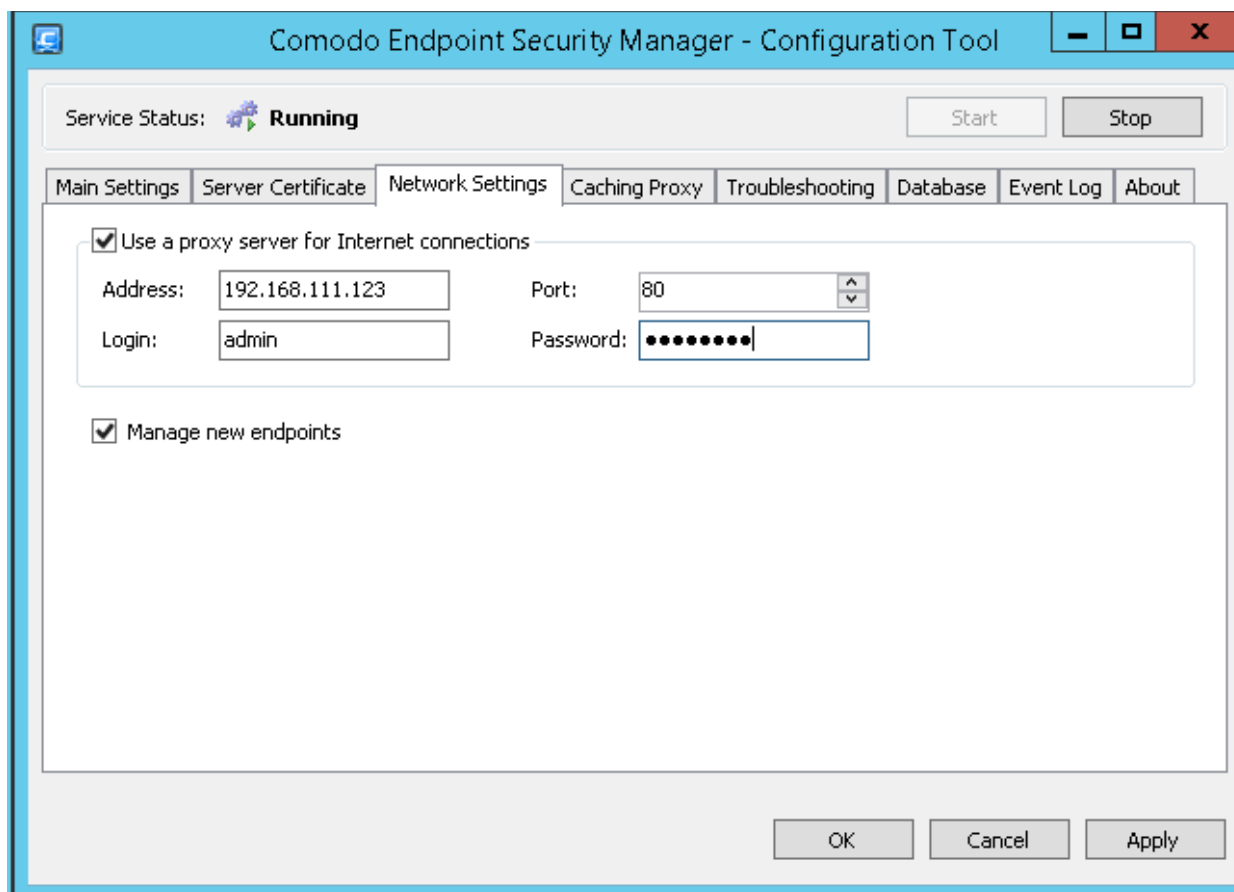 Comodo Endpoint Security Manager - Configuration Tool
Service Status: Running Start Stop
Main Settings Server Certificate Network Settings Caching Proxy Troubleshooting Database Event Log About
Use a proxy server for Internet connections
Address: 192.168.111.123 Port: 80
Login: admin Password: ●●●●●●●●
Manage new endpoints
OK Cancel Apply